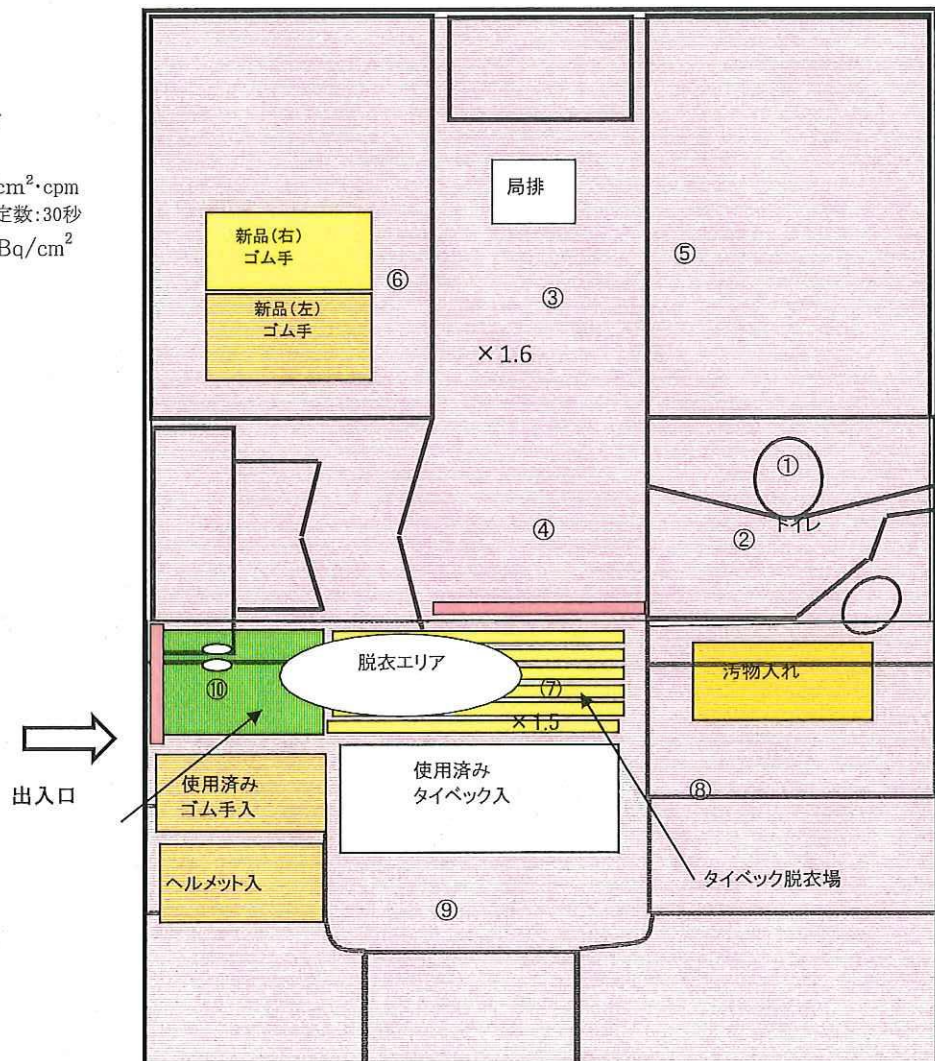 cm²・cpm
定数:30秒
Bq/cm²
局排
新品(右)
ゴム手
⑥
新品(左)
ゴム手
③
⑤
×1.6
①
④
②
トイレ
脱衣エリア
⑩
⑦
汚物入れ
×1.5
出入口
使用済み
ゴム手入
使用済み
タイベック入
⑧
ヘルメット入
タイベック脱衣場
⑨